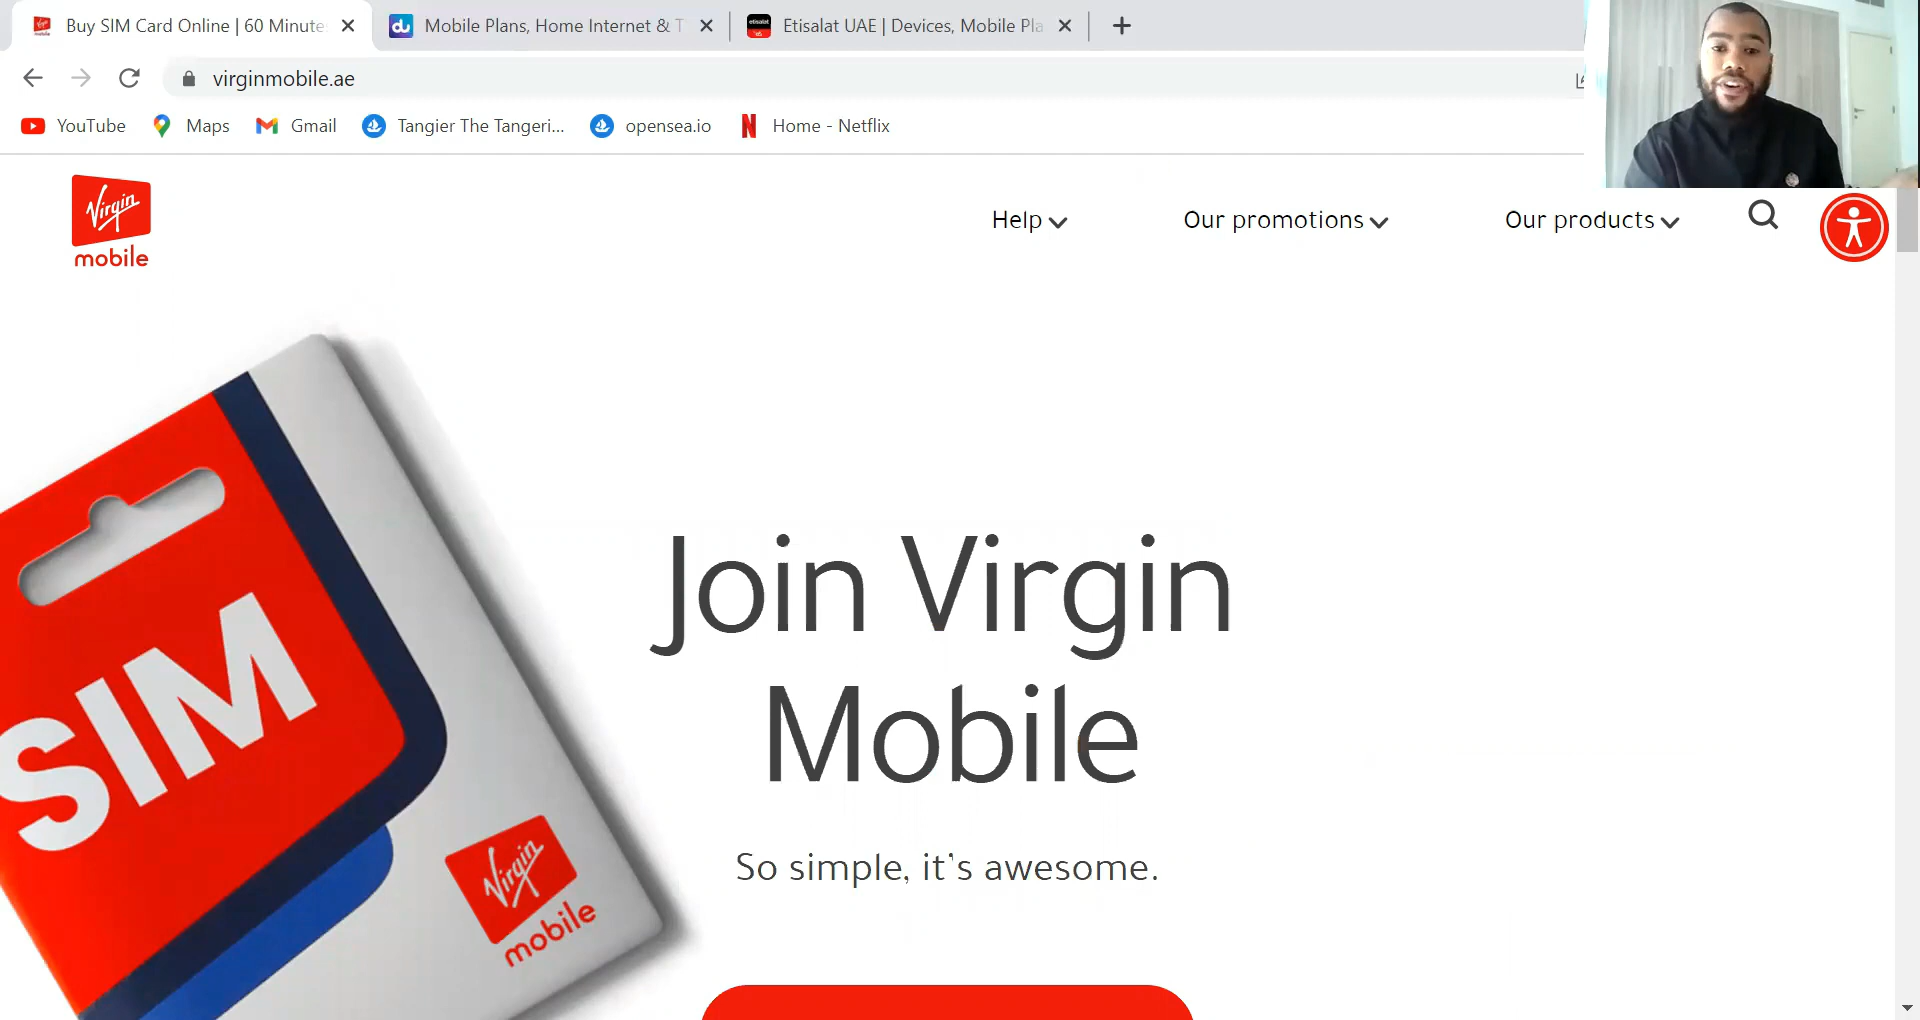 Buy SIM Card Online | 60 Minute
Mobile Plans, Home Internet & T
etisalat
Etisalat UAE | Devices, Mobile Pla
virginmobile.ae
YouTube
Maps
Gmail
Tangier The Tangeri...
opensea.io
Home - Netflix
Virgin
mobile
Help
Our promotions
Our products
SIM
Virgin
mobile
Join Virgin
Mobile
So simple, it's awesome.
du